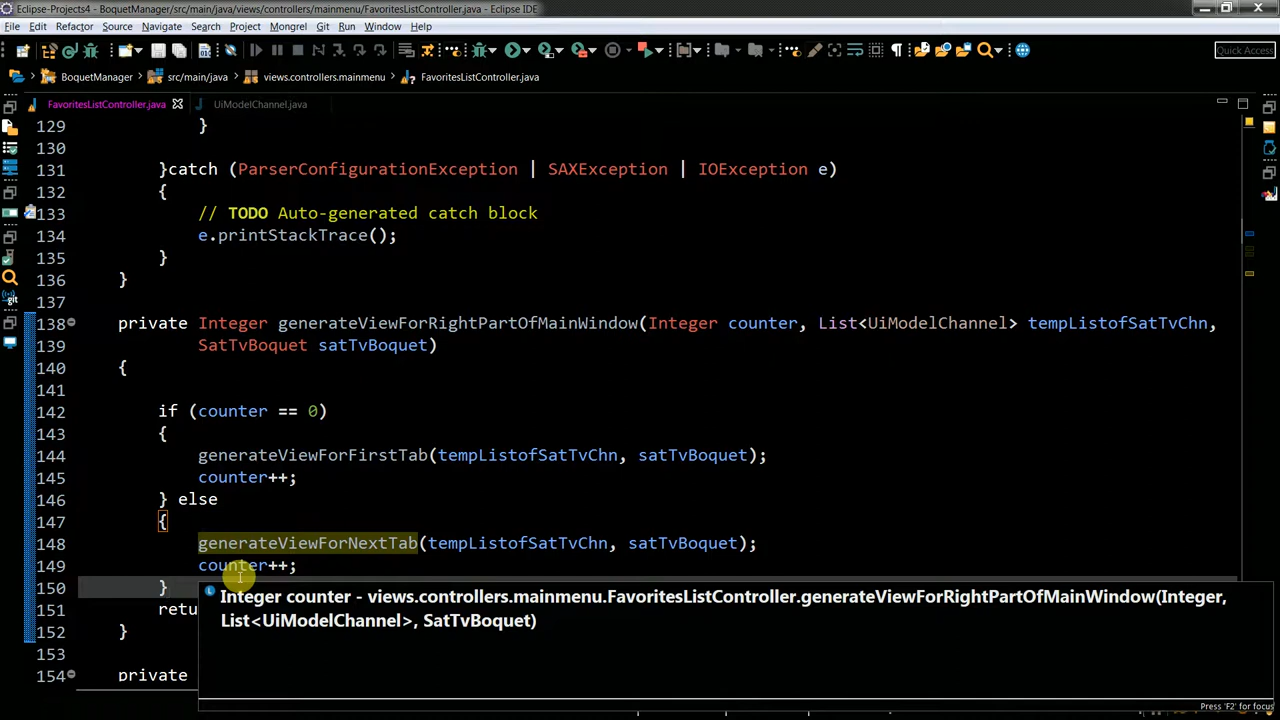 Eclipse-Projects4 - BoquetManager/src/main/java/views/controllers/mainmenu/FavoritesListController.java - Eclipse IDE
File Edit Refactor Source Navigate Search Project Mongrel Git Run Window Help
Quick Access
BoquetManager src/main/java views.controllers.mainmenu FavoritesListController.java
FavoritesListController.java UiModelChannel.java
129 }
130
131 }catch (ParserConfigurationException | SAXException | IOException e)
132 {
133 // TODO Auto-generated catch block
134 e.printStackTrace();
135 }
136 }
137
138 private Integer generateViewForRightPartOfMainWindow(Integer counter, List<UiModelChannel> tempListofSatTvChn,
139 SatTvBoquet satTvBoquet)
140 {
141
142 if (counter == 0)
143 {
144 generateViewForFirstTab(tempListofSatTvChn, satTvBoquet);
145 counter++;
146 } else
147 {
148 generateViewForNextTab(tempListofSatTvChn, satTvBoquet);
149 counter++;
150 }
151 retu
152 }
153
154 private
Integer counter - views.controllers.mainmenu.FavoritesListController.generateViewForRightPartOfMainWindow(Integer,
List<UiModelChannel>, SatTvBoquet)
Press 'F2' for focus